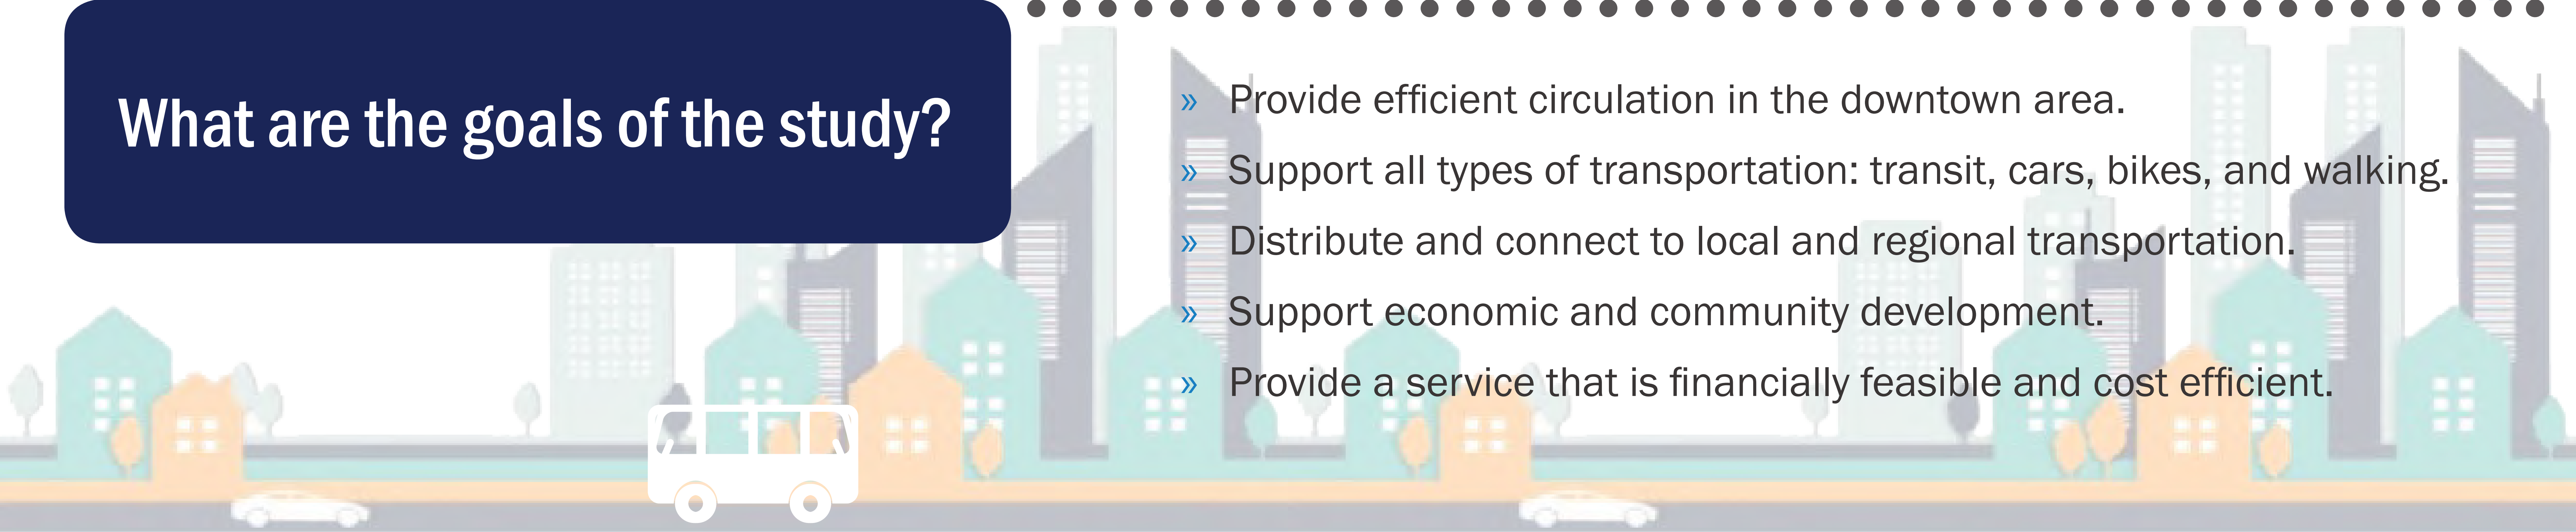 What are the goals of the study?
» Provide efficient circulation in the downtown area.
» Support all types of transportation: transit, cars, bikes, and walking.
» Distribute and connect to local and regional transportation.
» Support economic and community development.
» Provide a service that is financially feasible and cost efficient.